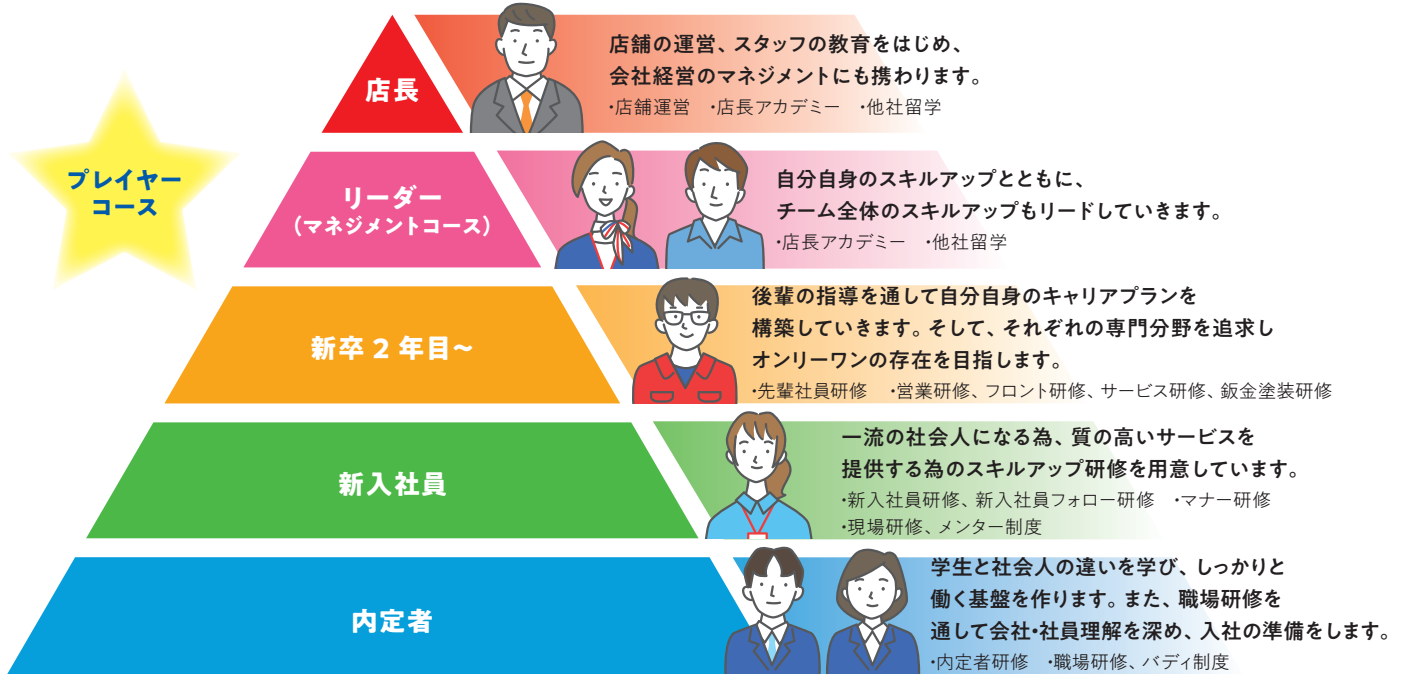 プレイヤー
コース
店長
店舗の運営、スタッフの教育をはじめ、
会社経営のマネジメントにも携わります。
・店舗運営　・店長アカデミー　・他社留学
リーダー
（マネジメントコース）
自分自身のスキルアップとともに、
チーム全体のスキルアップもリードしていきます。
・店長アカデミー　・他社留学
新卒２年目～
後輩の指導を通して自分自身のキャリアプランを
構築していきます。そして、それぞれの専門分野を追求し
オンリーワンの存在を目指します。
・先輩社員研修　・営業研修、フロント研修、サービス研修、鈑金塗装研修
新入社員
一流の社会人になる為、質の高いサービスを
提供する為のスキルアップ研修を用意しています。
・新入社員研修、新入社員フォロー研修　・マナー研修
・現場研修、メンター制度
内定者
学生と社会人の違いを学び、しっかりと
働く基盤を作ります。また、職場研修を
通して会社・社員理解を深め、入社の準備をします。
・内定者研修　・職場研修、バディ制度